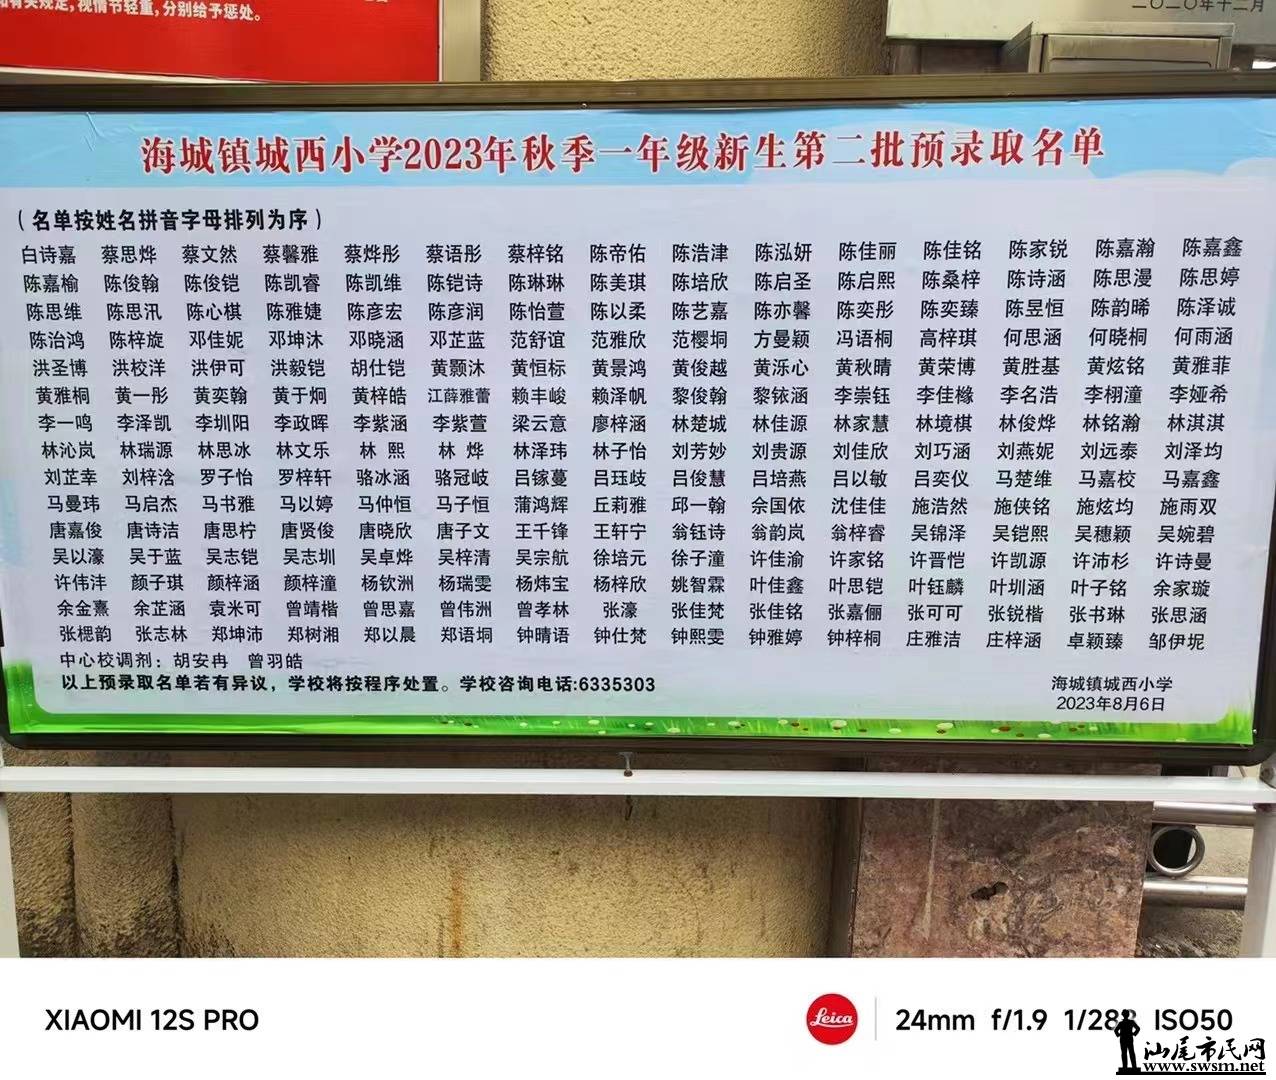 和有关规定,视情节轻重,分别给予惩处。
二〇二〇年十二月
海城镇城西小学2023年秋季一年级新生第二批预录取名单
(名单按姓名拼音字母排列为序)
白诗嘉 蔡思烨 蔡文然 蔡馨雅 蔡烨彤 蔡语彤 蔡梓铭 陈帝佑 陈浩津 陈泓妍 陈佳丽 陈佳铭 陈家锐 陈嘉瀚 陈嘉鑫
陈嘉榆 陈俊翰 陈俊铠 陈凯睿 陈凯维 陈铠诗 陈琳琳 陈美琪 陈培欣 陈启圣 陈启熙 陈桑梓 陈诗涵 陈思漫 陈思婷
陈思维 陈思汛 陈心棋 陈雅婕 陈彦宏 陈彦润 陈怡萱 陈以柔 陈艺嘉 陈亦馨 陈奕彤 陈奕臻 陈昱恒 陈韵晞 陈泽诚
陈治鸿 陈梓旋 邓佳妮 邓坤沐 邓晓涵 邓芷蓝 范舒谊 范雅欣 范樱垌 方曼颖 冯语桐 高梓琪 何思涵 何晓桐 何雨涵
洪圣博 洪校洋 洪伊可 洪毅铠 胡仕铠 黄颢沐 黄恒标 黄景鸿 黄俊越 黄泺心 黄秋晴 黄荣博 黄胜基 黄炫铭 黄雅菲
黄雅桐 黄一彤 黄奕翰 黄于炯 黄梓皓 江薛雅蕾 赖丰峻 赖泽帆 黎俊翰 黎铱涵 李崇钰 李佳橼 李名浩 李栩潼 李娅希
李一鸣 李泽凯 李圳阳 李政晖 李紫涵 李紫萱 梁云意 廖梓涵 林楚城 林佳源 林家慧 林境棋 林俊烨 林铭瀚 林淇淇
林沁岚 林瑞源 林思冰 林文乐 林 熙 林 烨 林泽玮 林子怡 刘芳妙 刘贵源 刘佳欣 刘巧涵 刘燕妮 刘远泰 刘泽均
刘芷幸 刘梓浛 罗子怡 罗梓轩 骆冰涵 骆冠岐 吕镓蔓 吕珏歧 吕俊慧 吕培燕 吕以敏 吕奕仪 马楚维 马嘉校 马嘉鑫
马曼玮 马启杰 马书雅 马以婷 马仲恒 马子恒 蒲鸿辉 丘莉雅 邱一翰 佘国依 沈佳佳 施浩然 施侠铭 施炫均 施雨双
唐嘉俊 唐诗洁 唐思柠 唐贤俊 唐晓欣 唐子文 王千锋 王轩宁 翁钰诗 翁韵岚 翁梓睿 吴锦泽 吴铠熙 吴穗颖 吴婉碧
吴以濠 吴于蓝 吴志铠 吴志圳 吴卓烨 吴梓清 吴宗航 徐培元 徐子潼 许佳渝 许家铭 许晋恺 许凯源 许沛杉 许诗曼
许伟沣 颜子琪 颜梓涵 颜梓潼 杨钦洲 杨瑞雯 杨炜宝 杨梓欣 姚智霖 叶佳鑫 叶思铠 叶钰麟 叶圳涵 叶子铭 余家璇
余金熹 余芷涵 袁米可 曾靖楷 曾思嘉 曾伟洲 曾孝林 张濠 张佳梵 张佳铭 张嘉俪 张可可 张锐楷 张书琳 张思涵
张楒韵 张志林 郑坤沛 郑树湘 郑以晨 郑语垌 钟晴语 钟仕梵 钟熙雯 钟雅婷 钟梓桐 庄雅洁 庄梓涵 卓颖臻 邹伊妮
中心校调剂:胡安冉 曾羽皓
以上预录取名单若有异议,学校将按程序处置。学校咨询电话:6335303
海城镇城西小学
2023年8月6日
XIAOMI 12S PRO
Leica
24mm f/1.9 1/288 ISO50
汕尾市民网
www.swsm.net